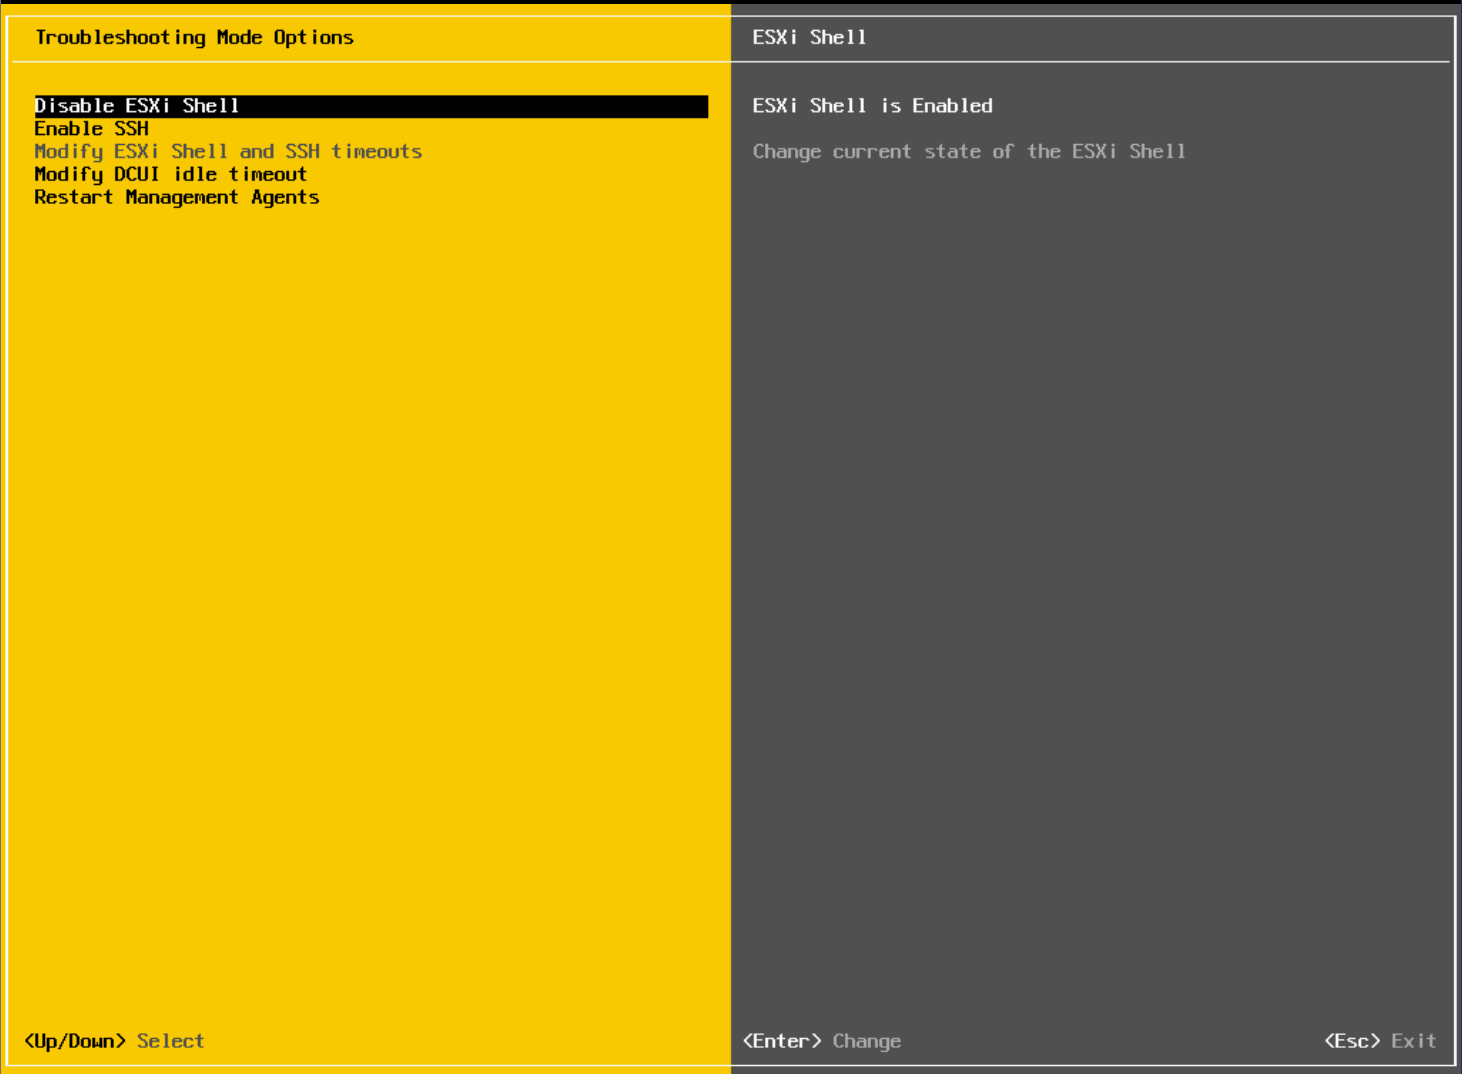 Troubleshooting Mode Options
Disable ESXi Shell
Enable SSH
Modify ESXi Shell and SSH timeouts
Modify DCUI idle timeout
Restart Management Agents
<Up/Down> Select
ESXi Shell
ESXi Shell is Enabled
Change current state of the ESXi Shell
<Enter> Change
<Esc> Exit